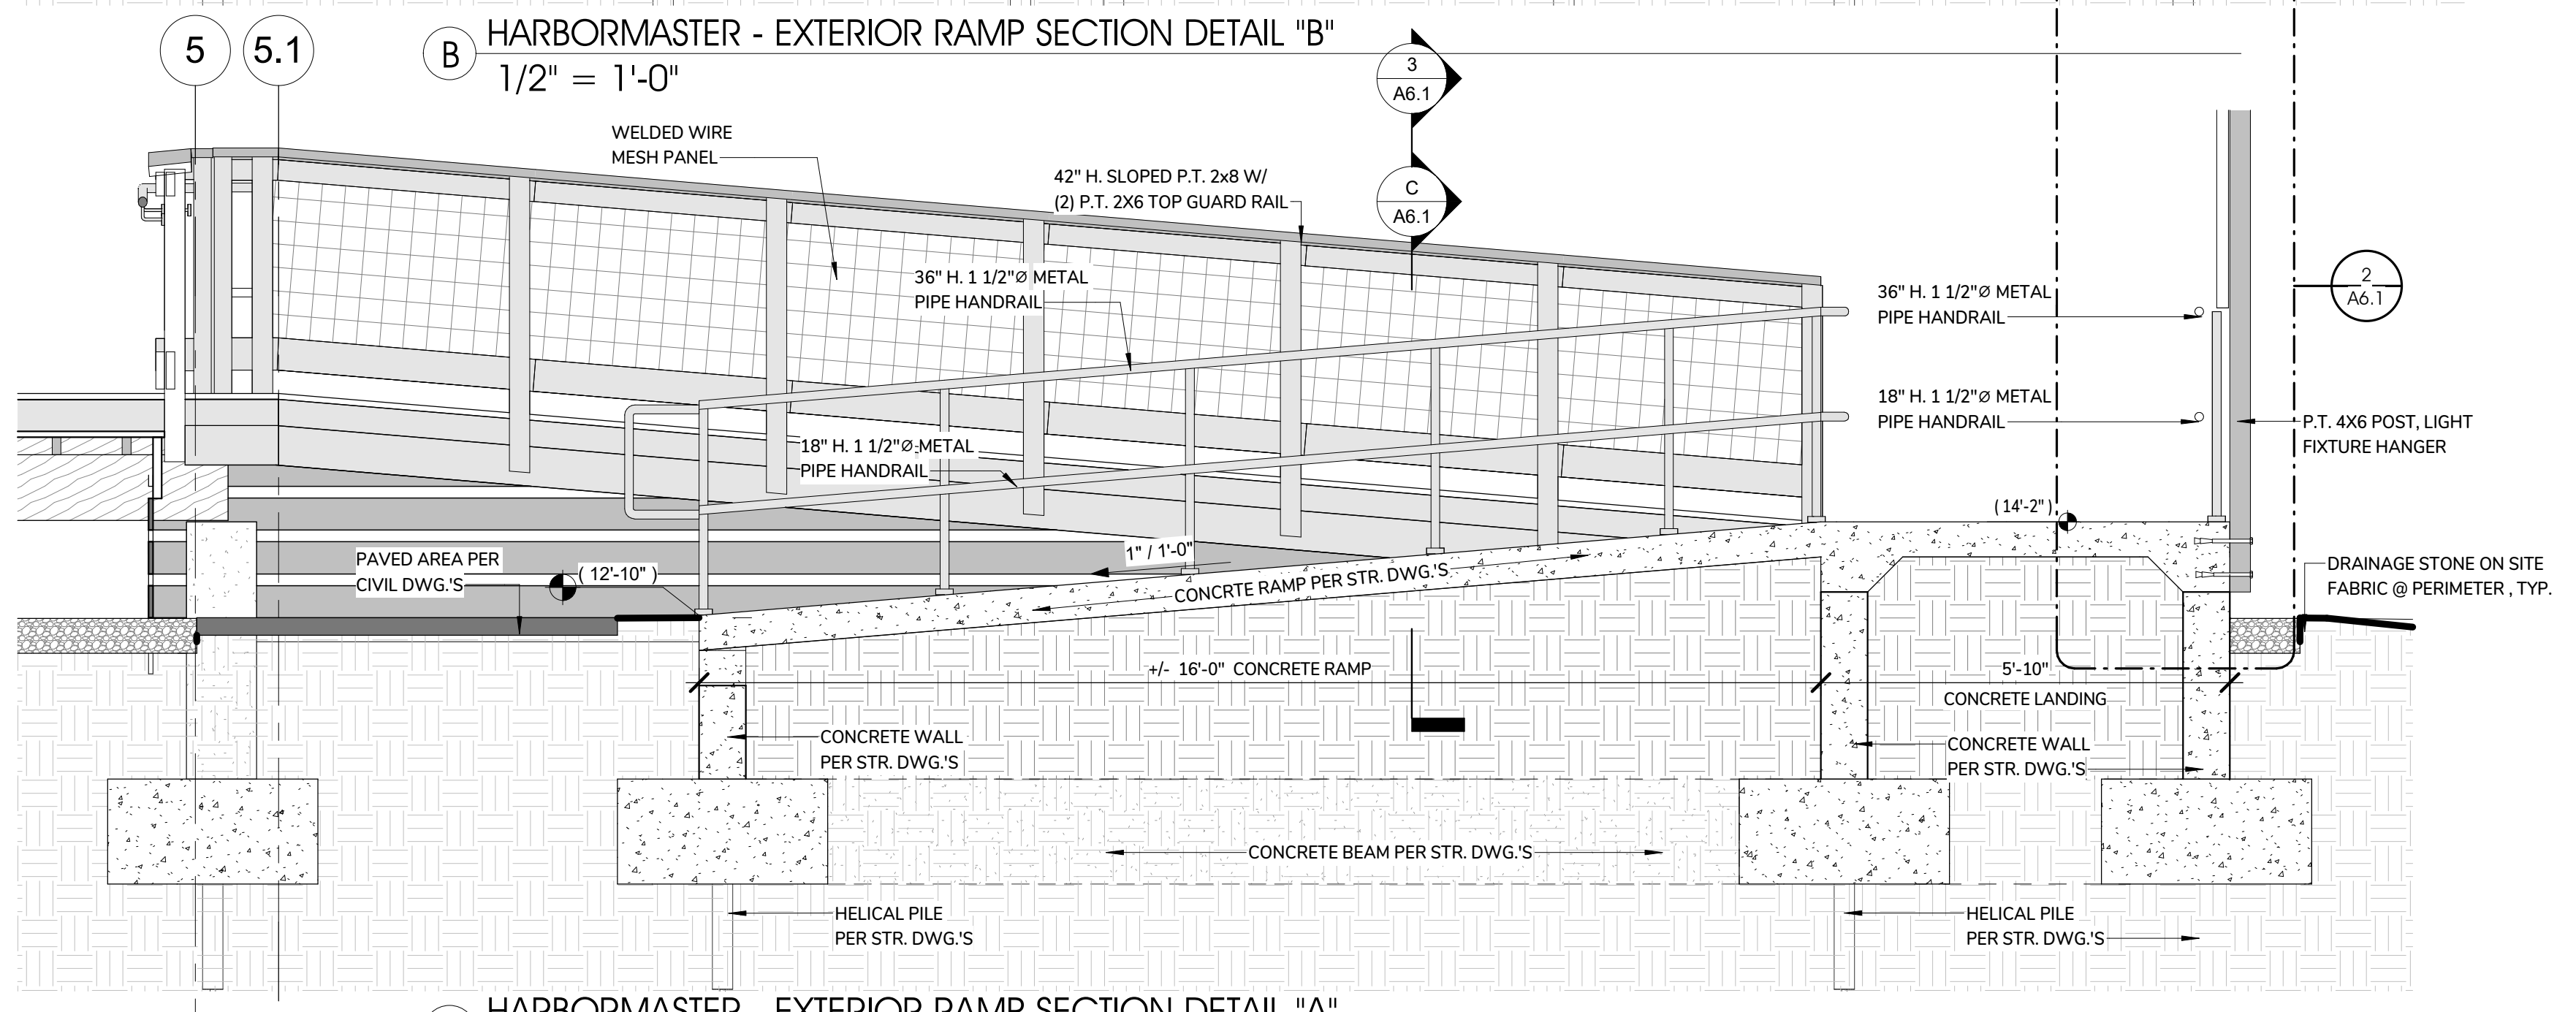 5
5.1
B
HARBORMASTER - EXTERIOR RAMP SECTION DETAIL "B"
1/2" = 1'-0"
3
A6.1
C
A6.1
WELDED WIRE
MESH PANEL
42" H. SLOPED P.T. 2x8 W/
(2) P.T. 2X6 TOP GUARD RAIL
36" H. 1 1/2"Ø METAL
PIPE HANDRAIL
36" H. 1 1/2"Ø METAL
PIPE HANDRAIL
2
A6.1
18" H. 1 1/2"Ø METAL
PIPE HANDRAIL
18" H. 1 1/2"Ø METAL
PIPE HANDRAIL
P.T. 4X6 POST, LIGHT
FIXTURE HANGER
( 14'-2" )
PAVED AREA PER
CIVIL DWG.'S
( 12'-10" )
1" / 1'-0"
CONCRTE RAMP PER STR. DWG.'S
DRAINAGE STONE ON SITE
FABRIC @ PERIMETER , TYP.
+/- 16'-0" CONCRETE RAMP
5'-10"
CONCRETE LANDING
CONCRETE WALL
PER STR. DWG.'S
CONCRETE WALL
PER STR. DWG.'S
CONCRETE BEAM PER STR. DWG.'S
HELICAL PILE
PER STR. DWG.'S
HELICAL PILE
PER STR. DWG.'S
HARBORMASTER - EXTERIOR RAMP SECTION DETAIL "A"